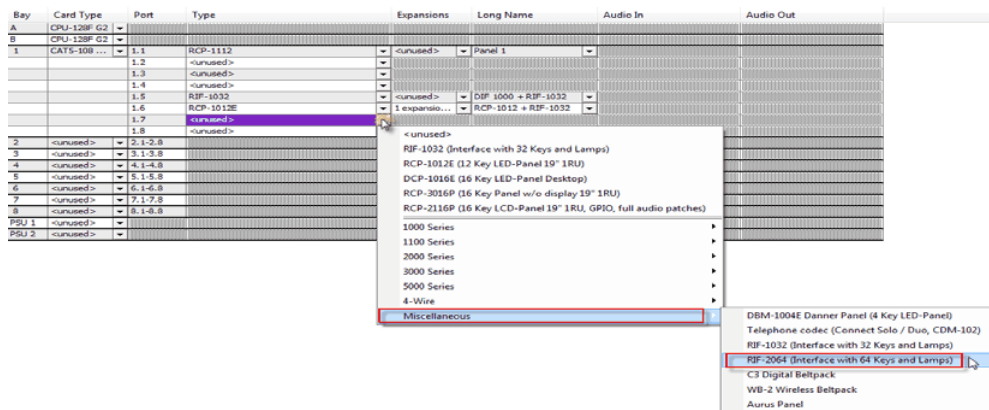 Bay Card Type Port Type Expansions Long Name Audio In Audio Out
A CPU-128F G2
B CPU-128F G2
1 CAT5-108 ... 1.1 RCP-1112 <unused> Panel 1
1.2 <unused>
1.3 <unused>
1.4 <unused>
1.5 RIF-1032 <unused> DIF 1000 + RIF-1032
1.6 RCP-1012E 1 expansio... RCP-1012 + RIF-1032
1.7 <unused>
1.8 <unused>
2 <unused> 2.1-2.8
3 <unused> 3.1-3.8
4 <unused> 4.1-4.8
5 <unused> 5.1-5.8
6 <unused> 6.1-6.8
7 <unused> 7.1-7.8
8 <unused> 8.1-8.8
PSU 1 <unused>
PSU 2 <unused>
<unused>
RIF-1032 (Interface with 32 Keys and Lamps)
RCP-1012E (12 Key LED-Panel 19" 1RU)
DCP-1016E (16 Key LED-Panel Desktop)
RCP-3016P (16 Key Panel w/o display 19" 1RU)
RCP-2116P (16 Key LCD-Panel 19" 1RU, GPIO, full audio patches)
1000 Series
1100 Series
2000 Series
3000 Series
5000 Series
4-Wire
Miscellaneous
DBM-1004E Danner Panel (4 Key LED-Panel)
Telephone codec (Connect Solo / Duo, CDM-102)
RIF-1032 (Interface with 32 Keys and Lamps)
RIF-2064 (Interface with 64 Keys and Lamps)
C3 Digital Beltpack
WB-2 Wireless Beltpack
Aurus Panel